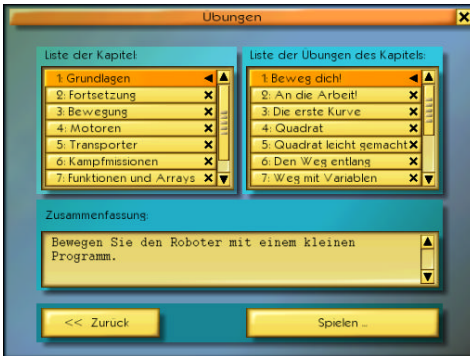 Übungen
Liste der Kapitel:
1: Grundlagen
2: Fortsetzung
3: Bewegung
4: Motoren
5: Transporter
6: Kampfmissionen
7: Funktionen und Arrays
Liste der Übungen des Kapitels:
1: Beweg dich!
2: An die Arbeit!
3: Die erste Kurve
4: Quadrat
5: Quadrat leicht gemacht
6: Den Weg entlang
7: Weg mit Variablen
Zusammenfassung:
Bewegen Sie den Roboter mit einem kleinen
Programm.
<< Zurück
Spielen ...